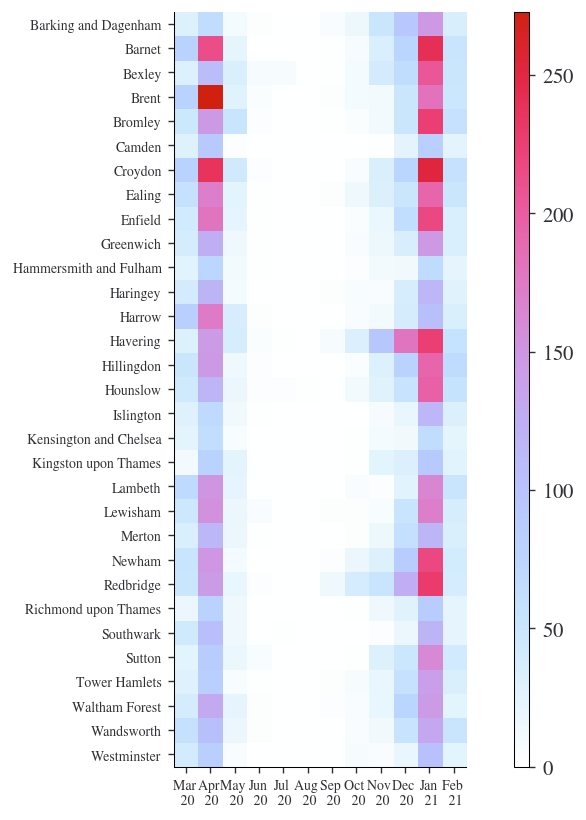 Barking and Dagenham
Barnet
Bexley
Brent
Bromley
Camden
Croydon
Ealing
Enfield
Greenwich
Hammersmith and Fulham
Haringey
Harrow
Havering
Hillingdon
Hounslow
Islington
Kensington and Chelsea
Kingston upon Thames
Lambeth
Lewisham
Merton
Newham
Redbridge
Richmond upon Thames
Southwark
Sutton
Tower Hamlets
Waltham Forest
Wandsworth
Westminster
Mar Apr May Jun Jul Aug Sep Oct Nov Dec Jan Feb
20 20 20 20 20 20 20 20 20 20 21 21
250
200
150
100
50
0